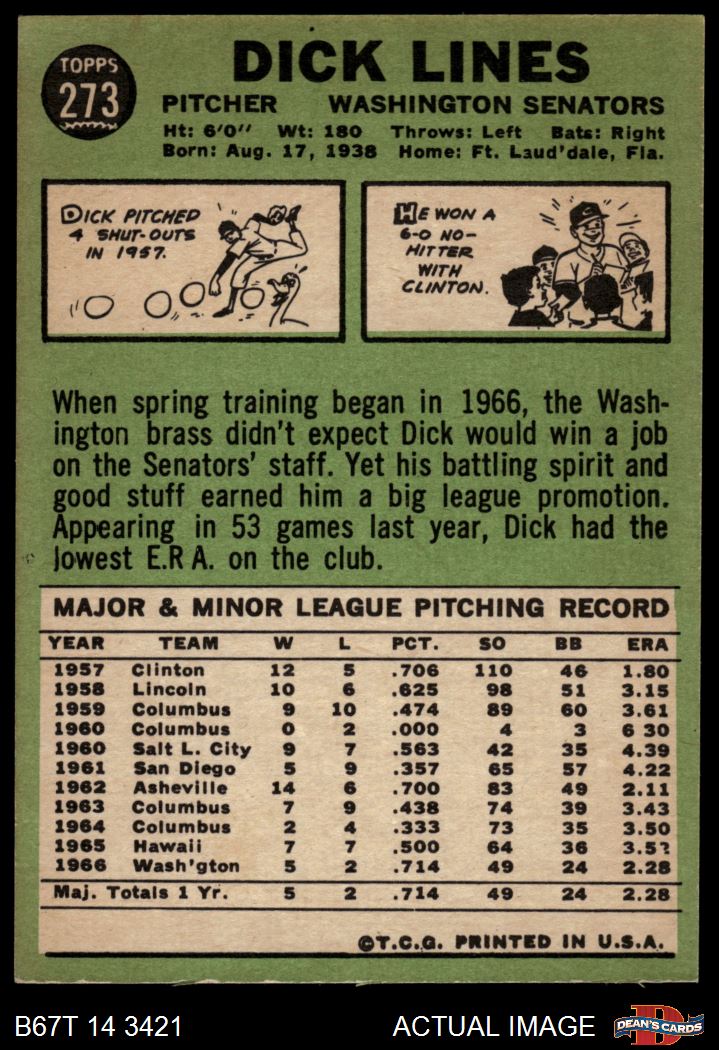 TOPPS
273
DICK LINES
PITCHER WASHINGTON SENATORS
Ht: 6'0" Wt: 180 Throws: Left Bats: Right
Born: Aug. 17, 1938 Home: Ft. Laud'dale, Fla.
DICK PITCHED
4 SHUT-OUTS
IN 1957.
HE WON A
6-0 NO-
HITTER
WITH
CLINTON.
When spring training began in 1966, the Wash-
ington brass didn't expect Dick would win a job
on the Senators' staff. Yet his battling spirit and
good stuff earned him a big league promotion.
Appearing in 53 games last year, Dick had the
lowest E.R A. on the club.
MAJOR & MINOR LEAGUE PITCHING RECORD
YEAR TEAM W L PCT. SO BB ERA
1957 Clinton 12 5 .706 110 46 1.80
1958 Lincoln 10 6 .625 98 51 3.15
1959 Columbus 9 10 .474 89 60 3.61
1960 Columbus 0 2 .000 4 3 6 30
1960 Salt L. City 9 7 .563 42 35 4.39
1961 San Diego 5 9 .357 65 57 4.22
1962 Asheville 14 6 .700 83 49 2.11
1963 Columbus 7 9 .438 74 39 3.43
1964 Columbus 2 4 .333 73 35 3.50
1965 Hawaii 7 7 .500 64 36
1966 Wash'gton 5 2 .714 49 24 2.28
Maj. Totals 1 Yr. 5 2 .714 49 24 2.28
©T.C.G. PRINTED IN U.S.A.
B67T 14 3421 ACTUAL IMAGE
D
DEAN'S CARDS